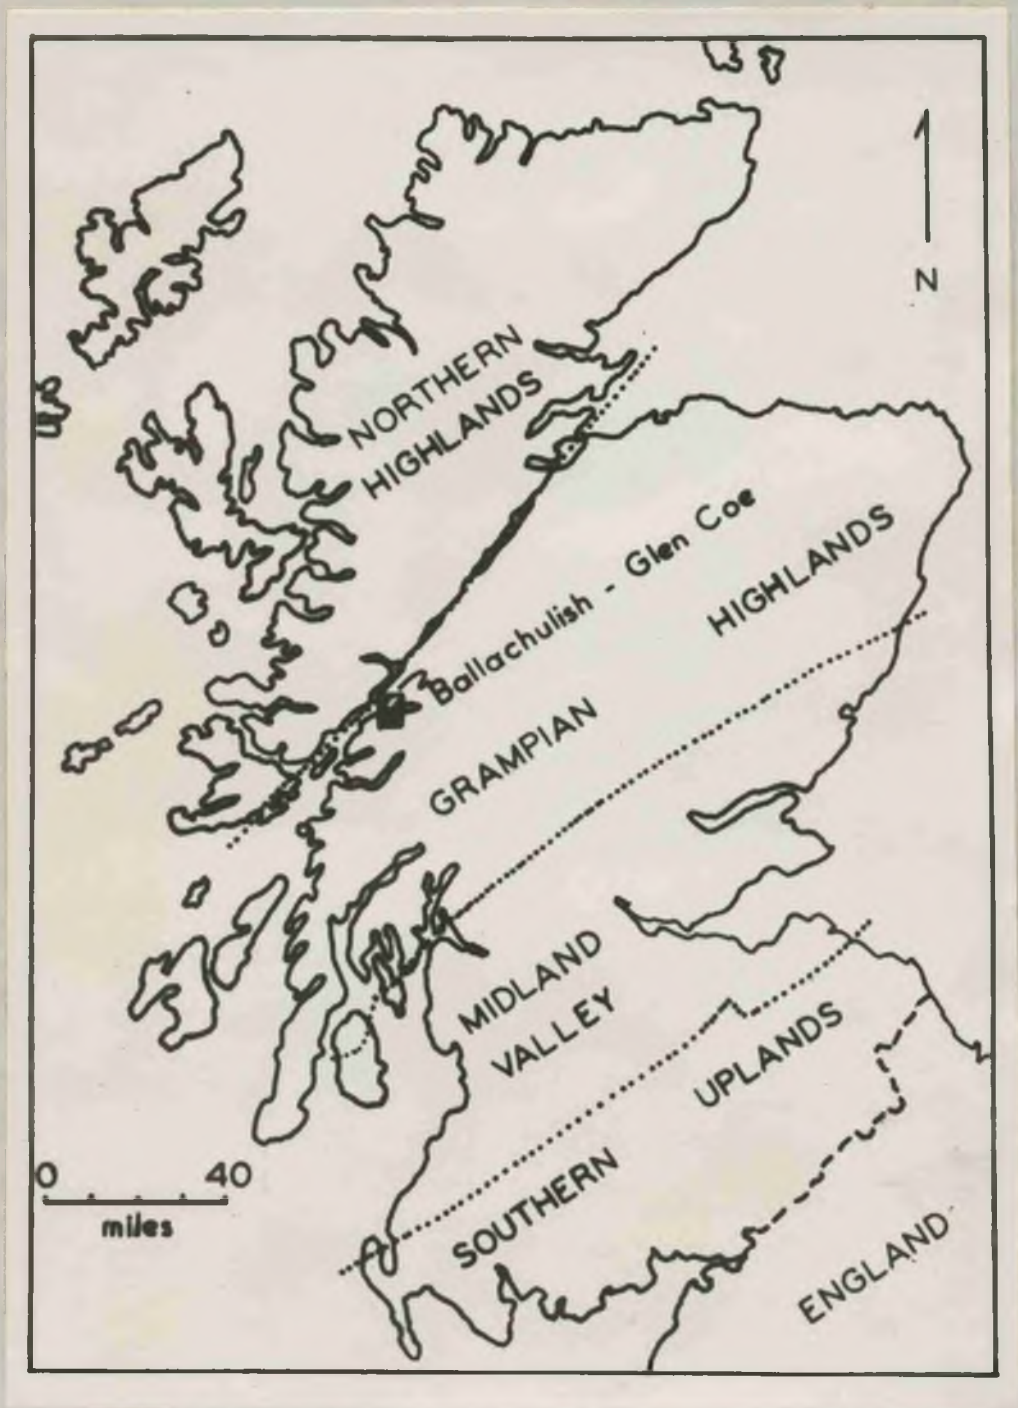 N
NORTHERN
HIGHLANDS
Ballachulish - Glen Coe
HIGHLANDS
GRAMPIAN
MIDLAND
VALLEY
UPLANDS
SOUTHERN
0 40
miles
ENGLAND